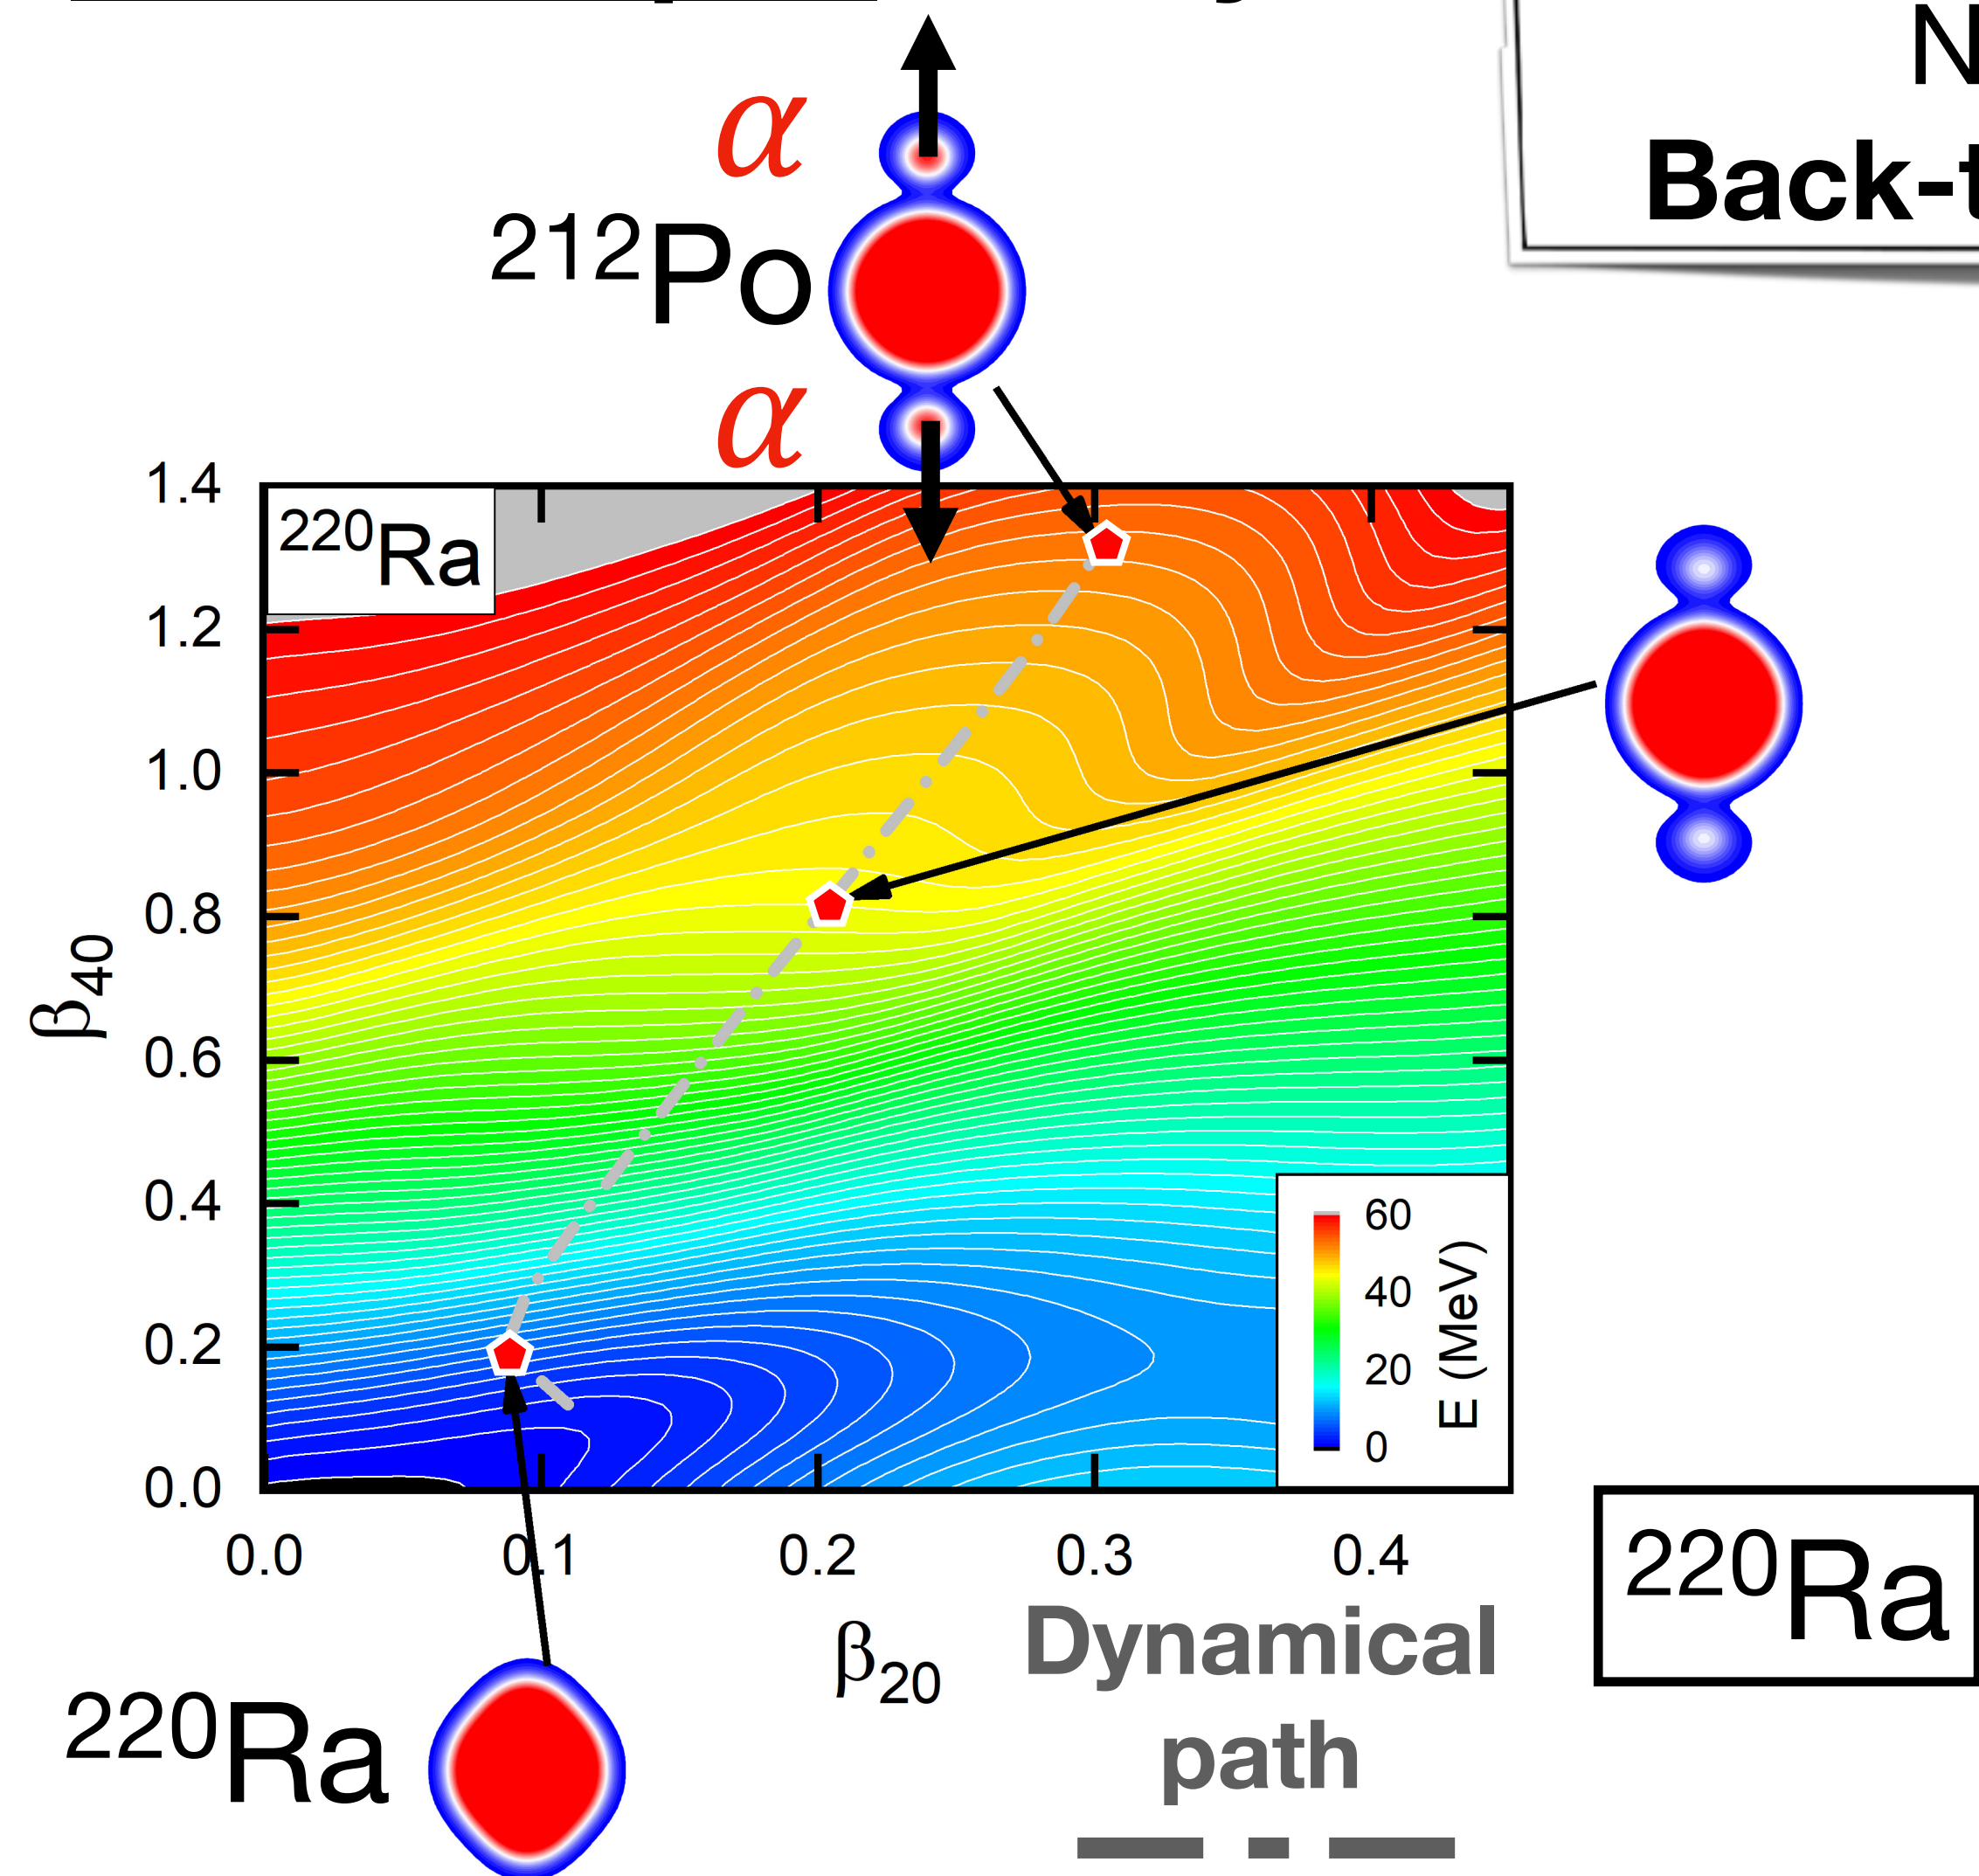 N
Back-t
α
²¹²Po
α
1.4
²²⁰Ra
1.2
1.0
0.8
0.6
0.4
0.2
0.0
β₄₀
60
40
20
0
E (MeV)
0.0 0.1 0.2 0.3 0.4
β₂₀
Dynamical
path
²²⁰Ra
²²⁰Ra